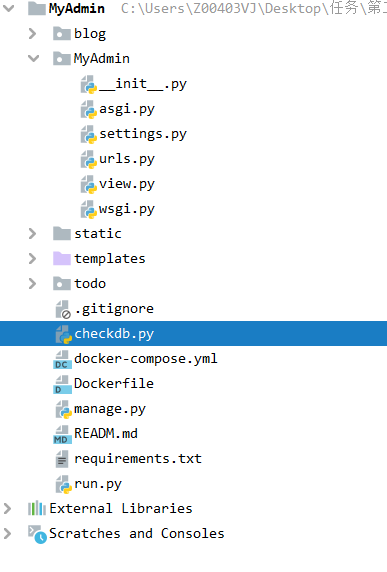 MyAdmin C:\Users\Z00403VJ\Desktop\任务\第
blog
MyAdmin
__init__.py
asgi.py
settings.py
urls.py
view.py
wsgi.py
static
templates
todo
.gitignore
checkdb.py
DC docker-compose.yml
D Dockerfile
manage.py
MD READM.md
requirements.txt
run.py
External Libraries
Scratches and Consoles